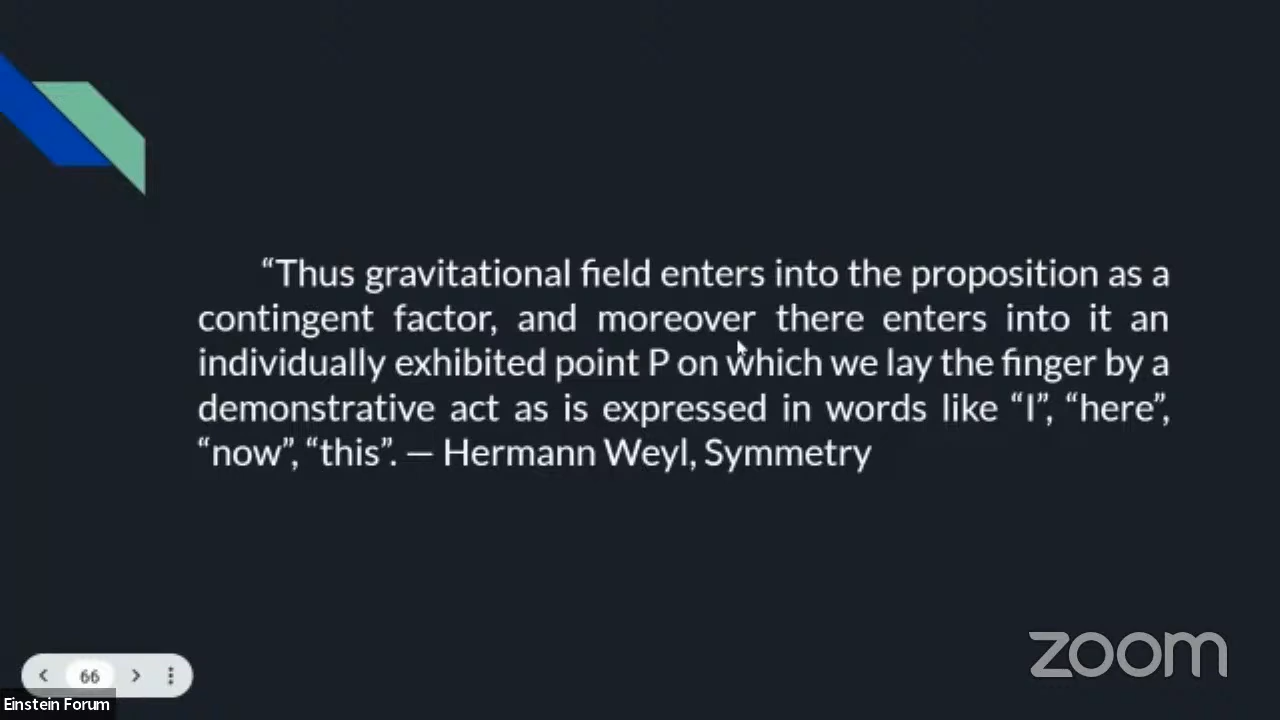 “Thus gravitational field enters into the proposition as a
contingent factor, and moreover there enters into it an
individually exhibited point P on which we lay the finger by a
demonstrative act as is expressed in words like “I”, “here”,
“now”, “this”. — Hermann Weyl, Symmetry
zoom
66
Einstein Forum